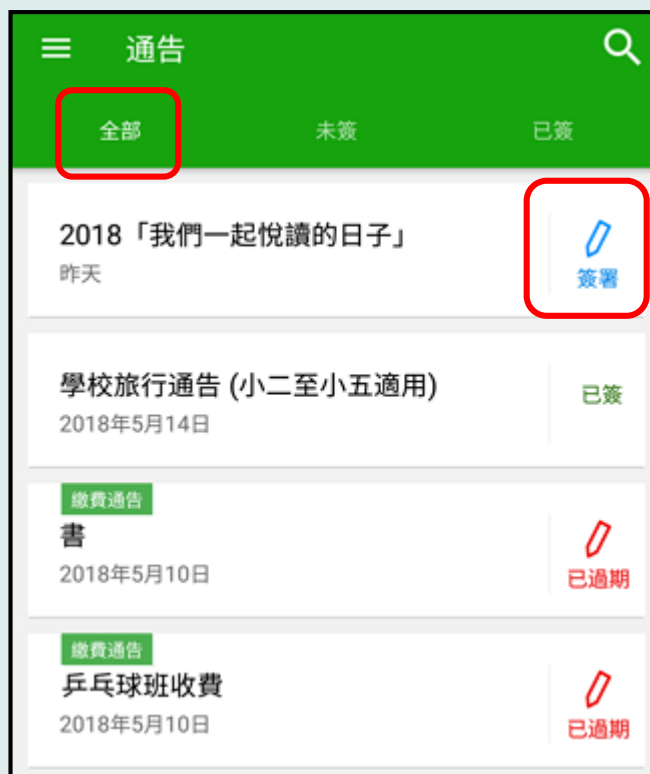 通告
全部 未簽 已簽
2018「我們一起悅讀的日子」
昨天
簽署
學校旅行通告 (小二至小五適用)
2018年5月14日
已簽
繳費通告
書
2018年5月10日
已過期
繳費通告
乒乓球班收費
2018年5月10日
已過期